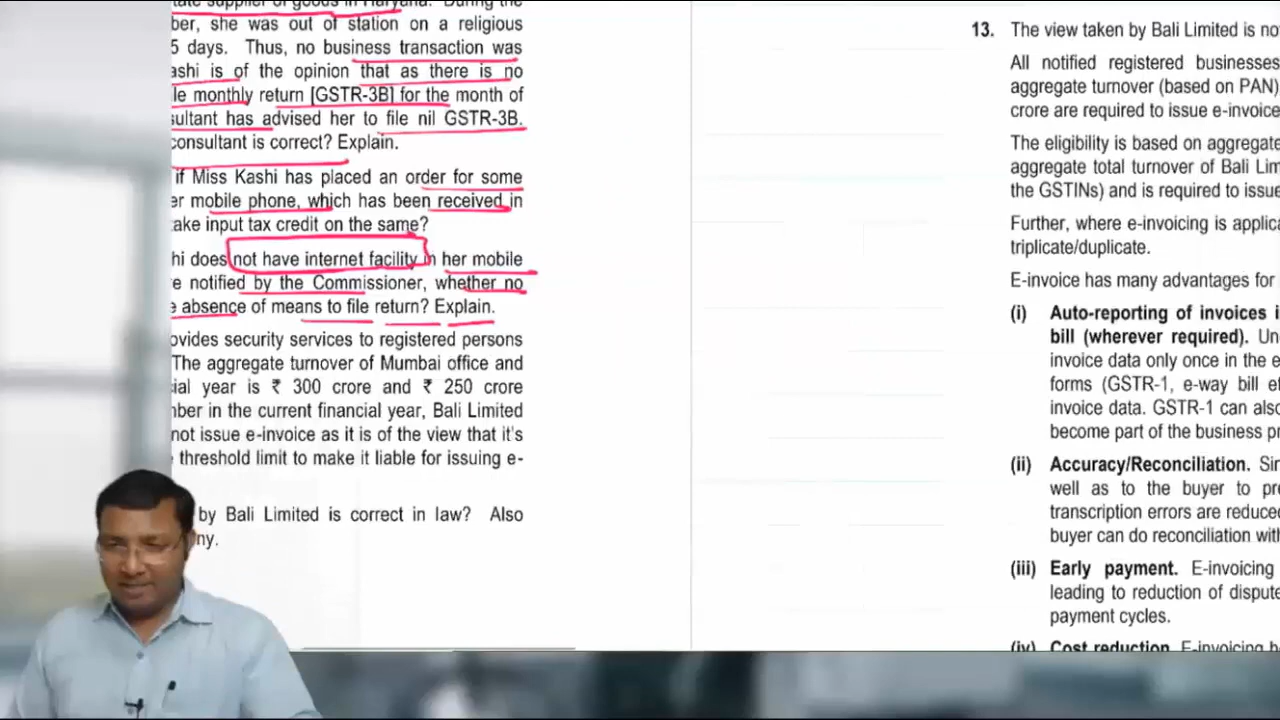 supplier of goods in Haryana. During the
ber, she was out of station on a religious
5 days. Thus, no business transaction was
ashi is of the opinion that as there is no
le monthly return [GSTR-3B] for the month of
sultant has advised her to file nil GSTR-3B.
consultant is correct? Explain.
if Miss Kashi has placed an order for some
er mobile phone, which has been received in
ake input tax credit on the same?
hi does not have internet facility in her mobile
e notified by the Commissioner, whether no
e absence of means to file return? Explain.
ovides security services to registered persons
The aggregate turnover of Mumbai office and
ial year is ₹ 300 crore and ₹ 250 crore
nber in the current financial year, Bali Limited
not issue e-invoice as it is of the view that it's
threshold limit to make it liable for issuing e-
by Bali Limited is correct in law? Also
ny.
13. The view taken by Bali Limited is no
All notified registered businesses
aggregate turnover (based on PAN)
crore are required to issue e-invoice
The eligibility is based on aggregate
aggregate total turnover of Bali Lim
the GSTINs) and is required to issue
Further, where e-invoicing is applica
triplicate/duplicate.
E-invoice has many advantages for
(i) Auto-reporting of invoices i
bill (wherever required). Un
invoice data only once in the e
forms (GSTR-1, e-way bill et
invoice data. GSTR-1 can also
become part of the business pr
(ii) Accuracy/Reconciliation. Sin
well as to the buyer to pre
transcription errors are reduced
buyer can do reconciliation with
(iii) Early payment. E-invoicing
leading to reduction of dispute
payment cycles.
(iv) Cost reduction. E-invoicing h